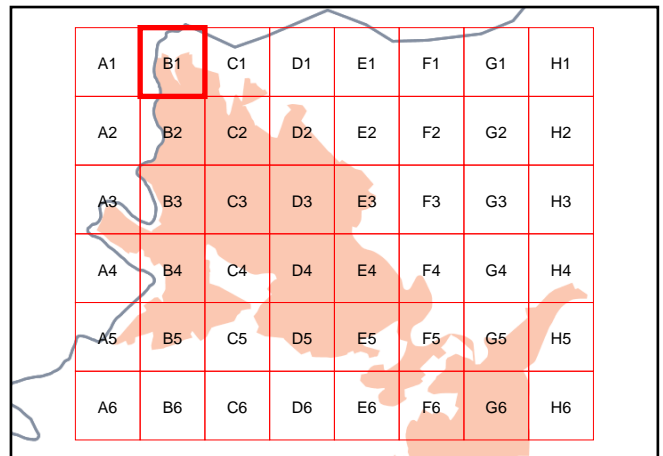 A1 B1 C1 D1 E1 F1 G1 H1
A2 B2 C2 D2 E2 F2 G2 H2
A3 B3 C3 D3 E3 F3 G3 H3
A4 B4 C4 D4 E4 F4 G4 H4
A5 B5 C5 D5 E5 F5 G5 H5
A6 B6 C6 D6 E6 F6 G6 H6